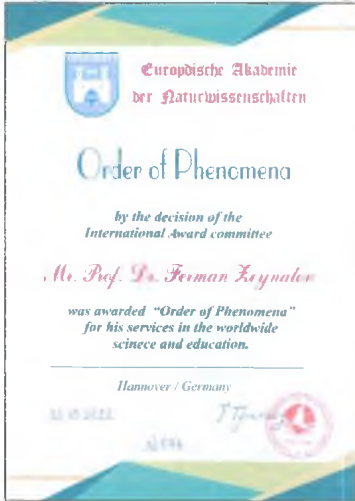 Europäische Akademie
der Naturwissenschaften
Order of Phenomena
by the decision of the
International Award committee
Mr. Prof. Dr. Ferman Zeynalov
was awarded "Order of Phenomena"
for his services in the worldwide
scinece and education.
Hannover / Germany